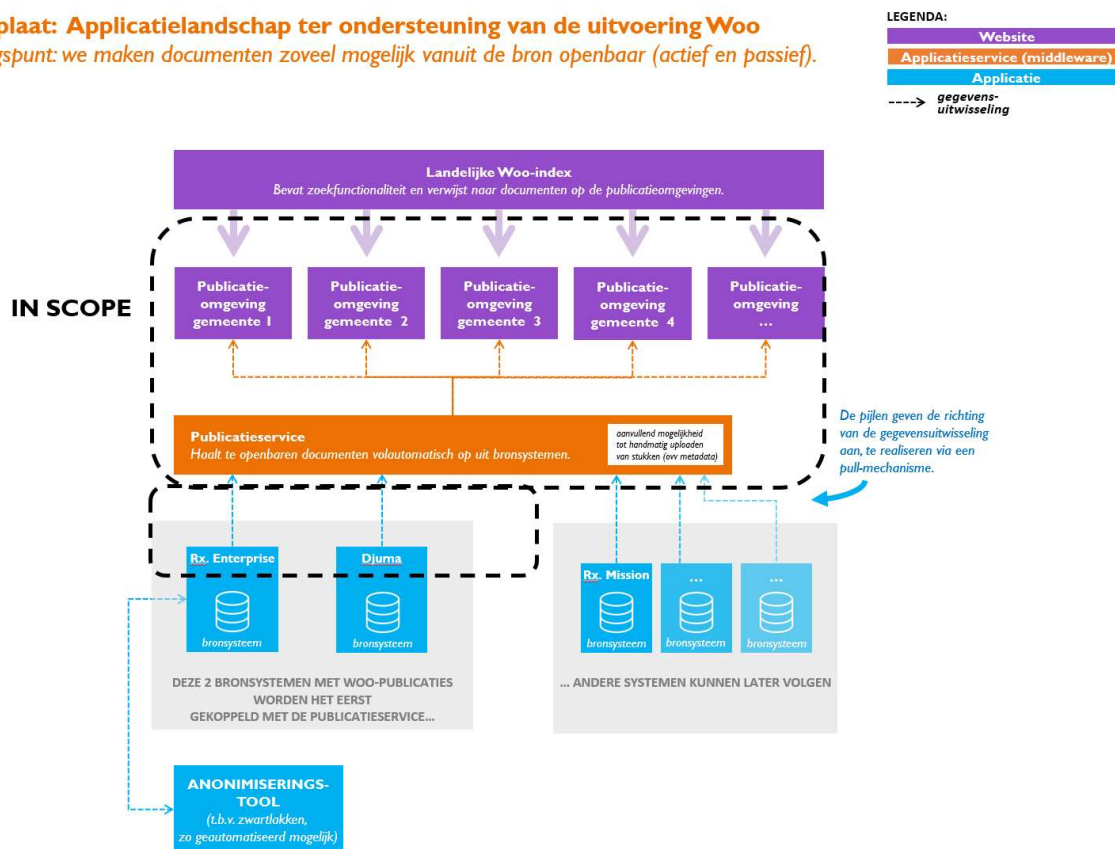 plaat: Applicatielandschap ter ondersteuning van de uitvoering Woo
gspunt: we maken documenten zoveel mogelijk vanuit de bron openbaar (actief en passief).
LEGENDA:
Website
Applicatieservice (middleware)
Applicatie
gegevens-
uitwisseling
Landelijke Woo-index
Bevat zoekfunctionaliteit en verwijst naar documenten op de publicatieomgevingen.
IN SCOPE
Publicatie-
omgeving
gemeente 1
Publicatie-
omgeving
gemeente 2
Publicatie-
omgeving
gemeente 3
Publicatie-
omgeving
gemeente 4
Publicatie-
omgeving
...
Publicatieservice
Haalt te openbaren documenten volautomatisch op uit bronsystemen.
aanvullend mogelijkheid
tot handmatig uploaden
van stukken (ovv metadata)
De pijlen geven de richting
van de gegevensuitwisseling
aan, te realiseren via een
pull-mechanisme.
Rx. Enterprise
bronsysteem
Djuma
bronsysteem
DEZE 2 BRONSYSTEMEN MET WOO-PUBLICATIES
WORDEN HET EERST
GEKOPPELD MET DE PUBLICATIESERVICE...
Rx. Mission
bronsysteem
...
bronsysteem
...
bronsysteem
... ANDERE SYSTEMEN KUNNEN LATER VOLGEN
ANONIMISERINGS-
TOOL
(t.b.v. zwartlakken,
zo geautomatiseerd mogelijk)